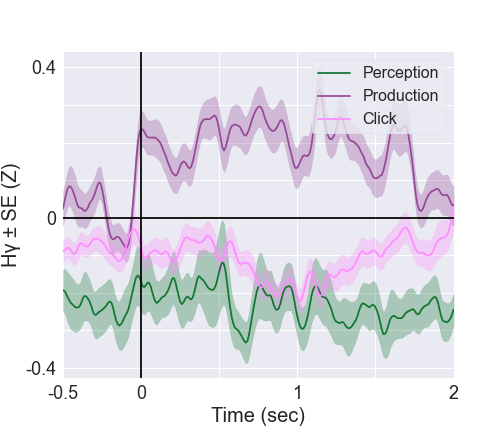 Perception
Production
Click
Hγ ± SE (Z)
0.4
0
-0.4
-0.5
0
1
2
Time (sec)